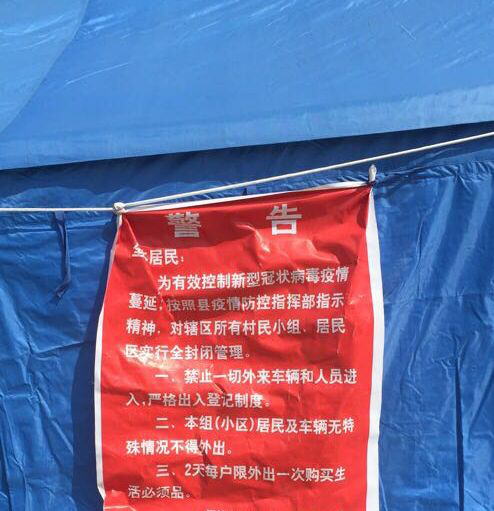 警告
全居民:
为有效控制新型冠状病毒疫情
蔓延,按照县疫情防控指挥部指示
精神,对辖区所有村民小组、居民
区实行全封闭管理。
一、禁止一切外来车辆和人员进
入,严格出入登记制度。
二、本组(小区)居民及车辆无特
殊情况不得外出。
三、2天每户限外出一次购买生
活必须品。